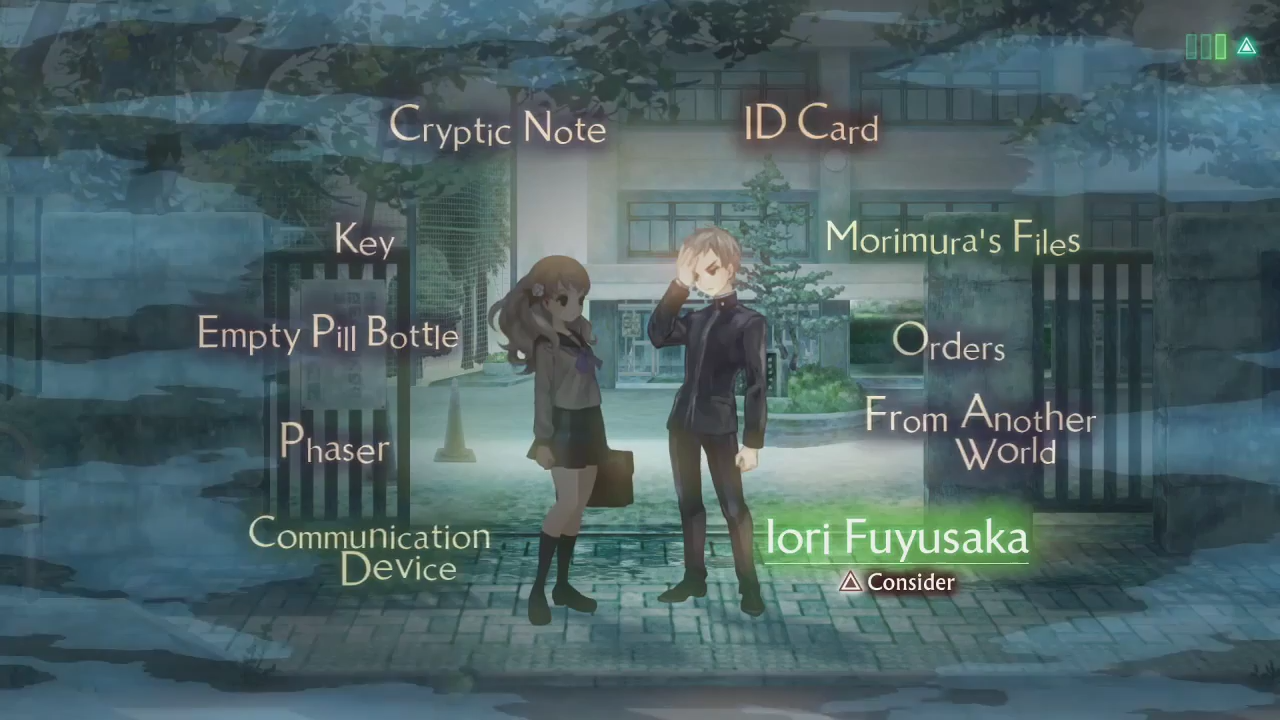 Cryptic Note
ID Card
Key
Morimura's Files
Empty Pill Bottle
Orders
Phaser
From Another
World
Communication
Device
Iori Fuyusaka
Consider